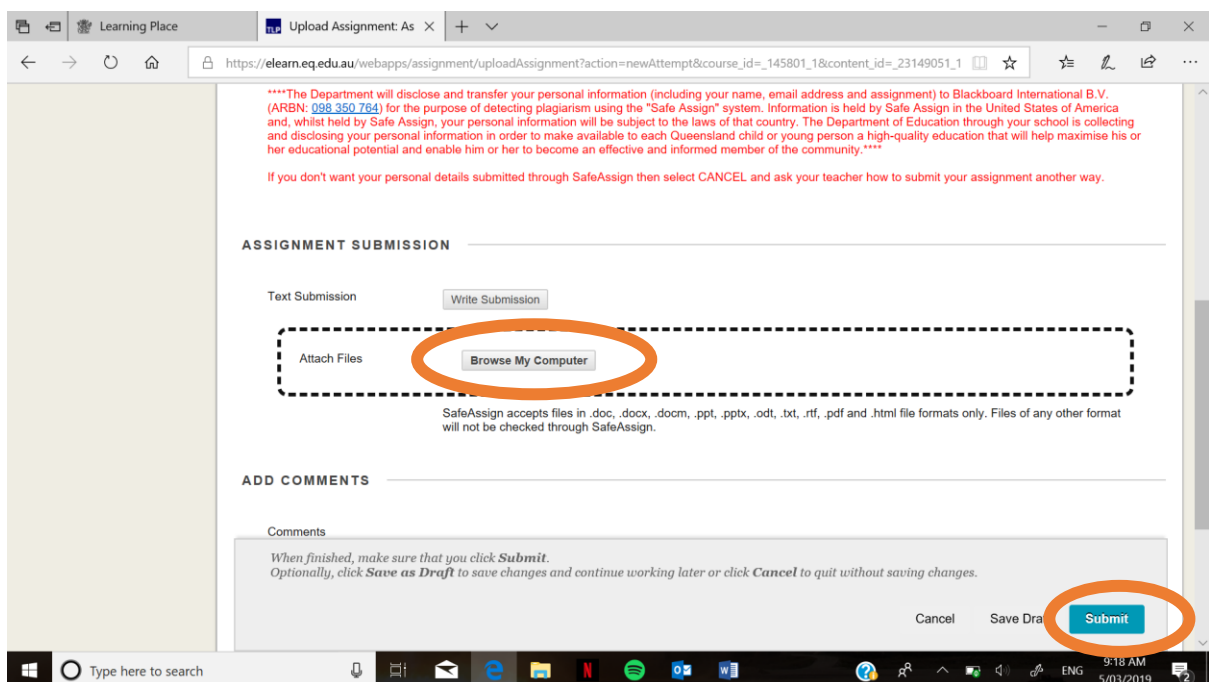 Learning Place
TLP
Upload Assignment: As
https://elearn.eq.edu.au/webapps/assignment/uploadAssignment?action=newAttempt&course_id=_145801_1&content_id=_23149051_1
****The Department will disclose and transfer your personal information (including your name, email address and assignment) to Blackboard International B.V.
(ARBN: 098 350 764) for the purpose of detecting plagiarism using the "Safe Assign" system. Information is held by Safe Assign in the United States of America
and, whilst held by Safe Assign, your personal information will be subject to the laws of that country. The Department of Education through your school is collecting
and disclosing your personal information in order to make available to each Queensland child or young person a high-quality education that will help maximise his or
her educational potential and enable him or her to become an effective and informed member of the community.****
If you don't want your personal details submitted through SafeAssign then select CANCEL and ask your teacher how to submit your assignment another way.
ASSIGNMENT SUBMISSION
Text Submission
Write Submission
Attach Files
Browse My Computer
SafeAssign accepts files in .doc, .docx, .docm, .ppt, .pptx, .odt, .txt, .rtf, .pdf and .html file formats only. Files of any other format
will not be checked through SafeAssign.
ADD COMMENTS
Comments
When finished, make sure that you click Submit.
Optionally, click Save as Draft to save changes and continue working later or click Cancel to quit without saving changes.
Cancel
Save Dra
Submit
Type here to search
ENG
9:18 AM
5/03/2019
2